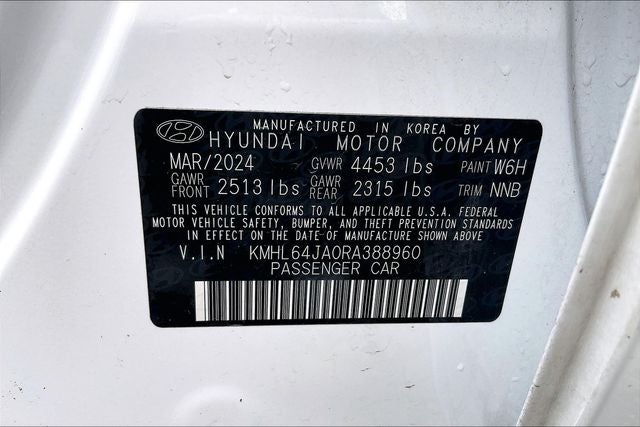 MANUFACTURED IN KOREA BY
HYUNDAI MOTOR COMPANY
MAR/2024 GVWR 4453 lbs PAINT W6H
GAWR FRONT 2513 lbs GAWR REAR 2315 lbs TRIM NNB
THIS VEHICLE CONFORMS TO ALL APPLICABLE U.S.A. FEDERAL
MOTOR VEHICLE SAFETY, BUMPER, AND THEFT PREVENTION STANDARDS
IN EFFECT ON THE DATE OF MANUFACTURE SHOWN ABOVE
V.I.N KMHL64JA0RA388960
PASSENGER CAR